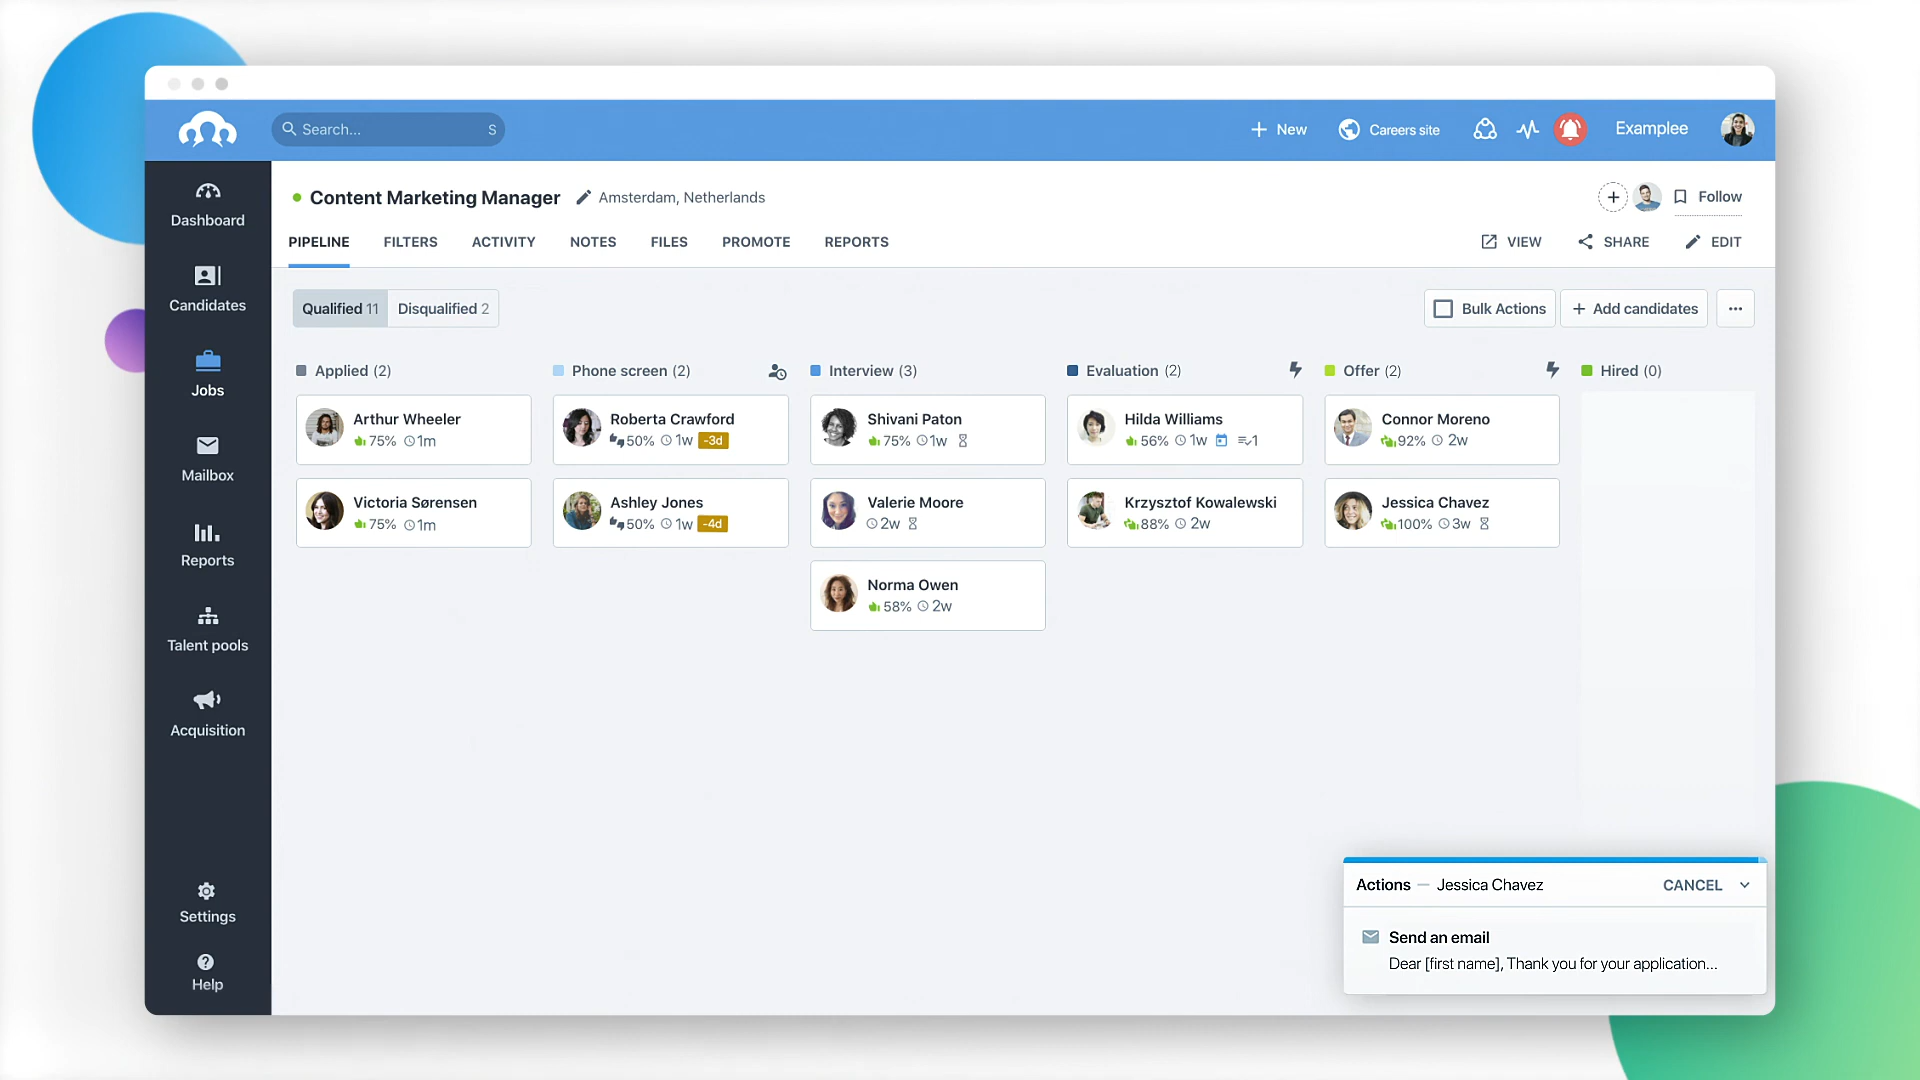 Search... S
New
Careers site
Examplee
Dashboard
Candidates
Jobs
Mailbox
Reports
Talent pools
Acquisition
Settings
Help
Content Marketing Manager Amsterdam, Netherlands
Follow
PIPELINE FILTERS ACTIVITY NOTES FILES PROMOTE REPORTS
VIEW SHARE EDIT
Qualified 11 Disqualified 2
Bulk Actions + Add candidates ...
Applied (2)
Arthur Wheeler
75% 1m
Victoria Sørensen
75% 1m
Phone screen (2)
Roberta Crawford
50% 1w -3d
Ashley Jones
50% 1w -4d
Interview (3)
Shivani Paton
75% 1w
Valerie Moore
2w
Norma Owen
58% 2w
Evaluation (2)
Hilda Williams
56% 1w 1
Krzysztof Kowalewski
88% 2w
Offer (2)
Connor Moreno
92% 2w
Jessica Chavez
100% 3w
Hired (0)
Actions — Jessica Chavez CANCEL
Send an email
Dear [first name], Thank you for your application...